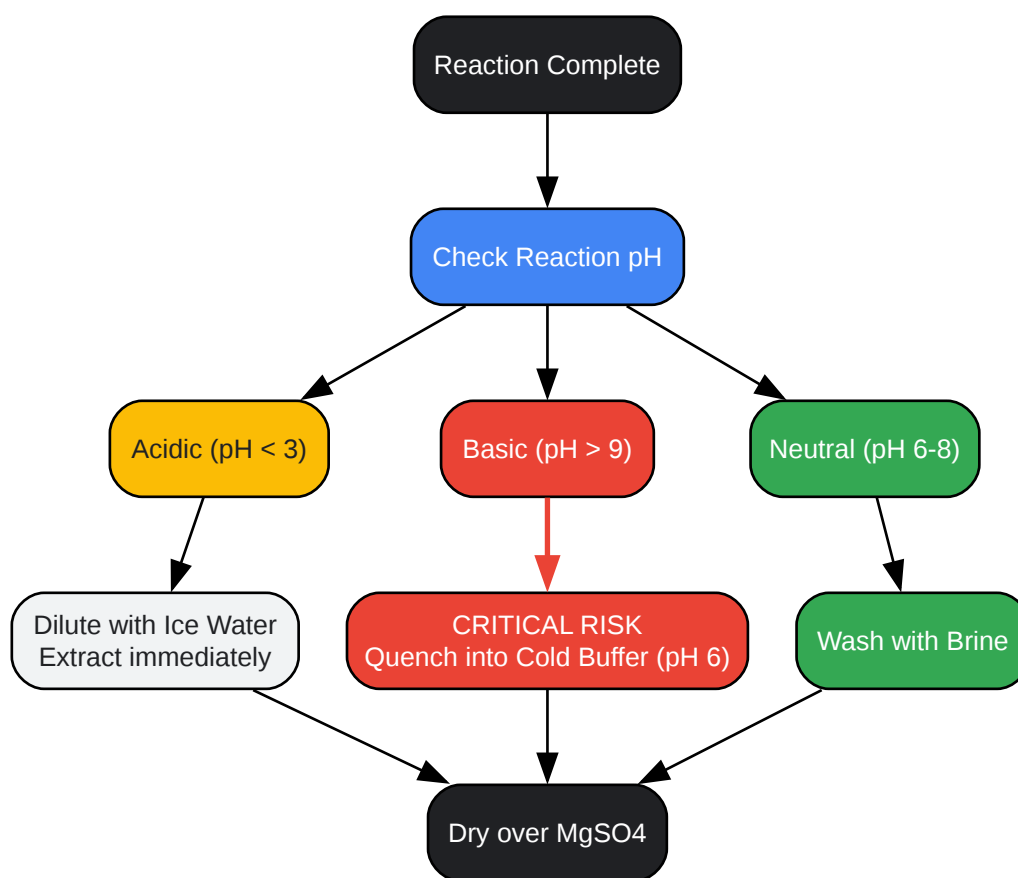 Reaction Complete
Check Reaction pH
Acidic (pH < 3)
Basic (pH > 9)
Neutral (pH 6-8)
Dilute with Ice Water
Extract immediately
CRITICAL RISK
Quench into Cold Buffer (pH 6)
Wash with Brine
Dry over MgSO4